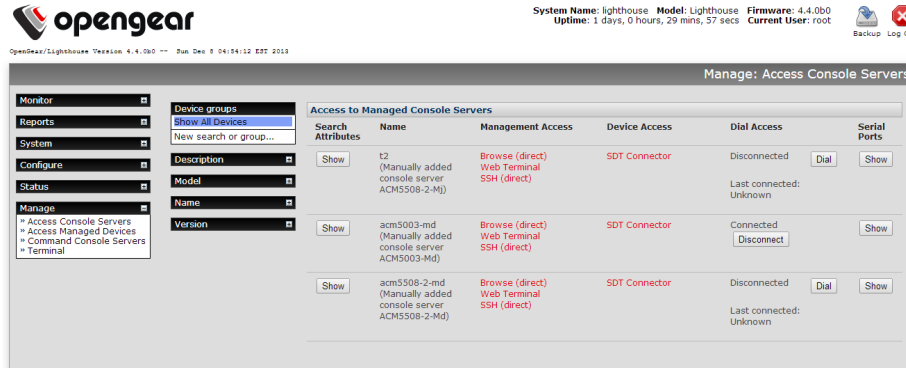 opengear
System Name: lighthouse Model: Lighthouse Firmware: 4.4.0b0
Uptime: 1 days, 0 hours, 29 mins, 57 secs Current User: root
Backup Log
OpenGear/Lighthouse Version 4.4.0b0 -- Sun Dec 8 04:54:12 EST 2013
Manage: Access Console Servers
Monitor
Reports
System
Configure
Status
Manage
» Access Console Servers
» Access Managed Devices
» Command Console Servers
» Terminal
Device groups
Show All Devices
New search or group...
Description
Model
Name
Version
Access to Managed Console Servers
Search Attributes Name Management Access Device Access Dial Access Serial Ports
Show
t2
(Manually added
console server
ACM5508-2-Mj)
Browse (direct)
Web Terminal
SSH (direct)
SDT Connector
Disconnected
Dial
Last connected:
Unknown
Show
Show
acm5003-md
(Manually added
console server
ACM5003-Md)
Browse (direct)
Web Terminal
SSH (direct)
SDT Connector
Connected
Disconnect
Show
Show
acm5508-2-md
(Manually added
console server
ACM5508-2-Md)
Browse (direct)
Web Terminal
SSH (direct)
SDT Connector
Disconnected
Dial
Last connected:
Unknown
Show